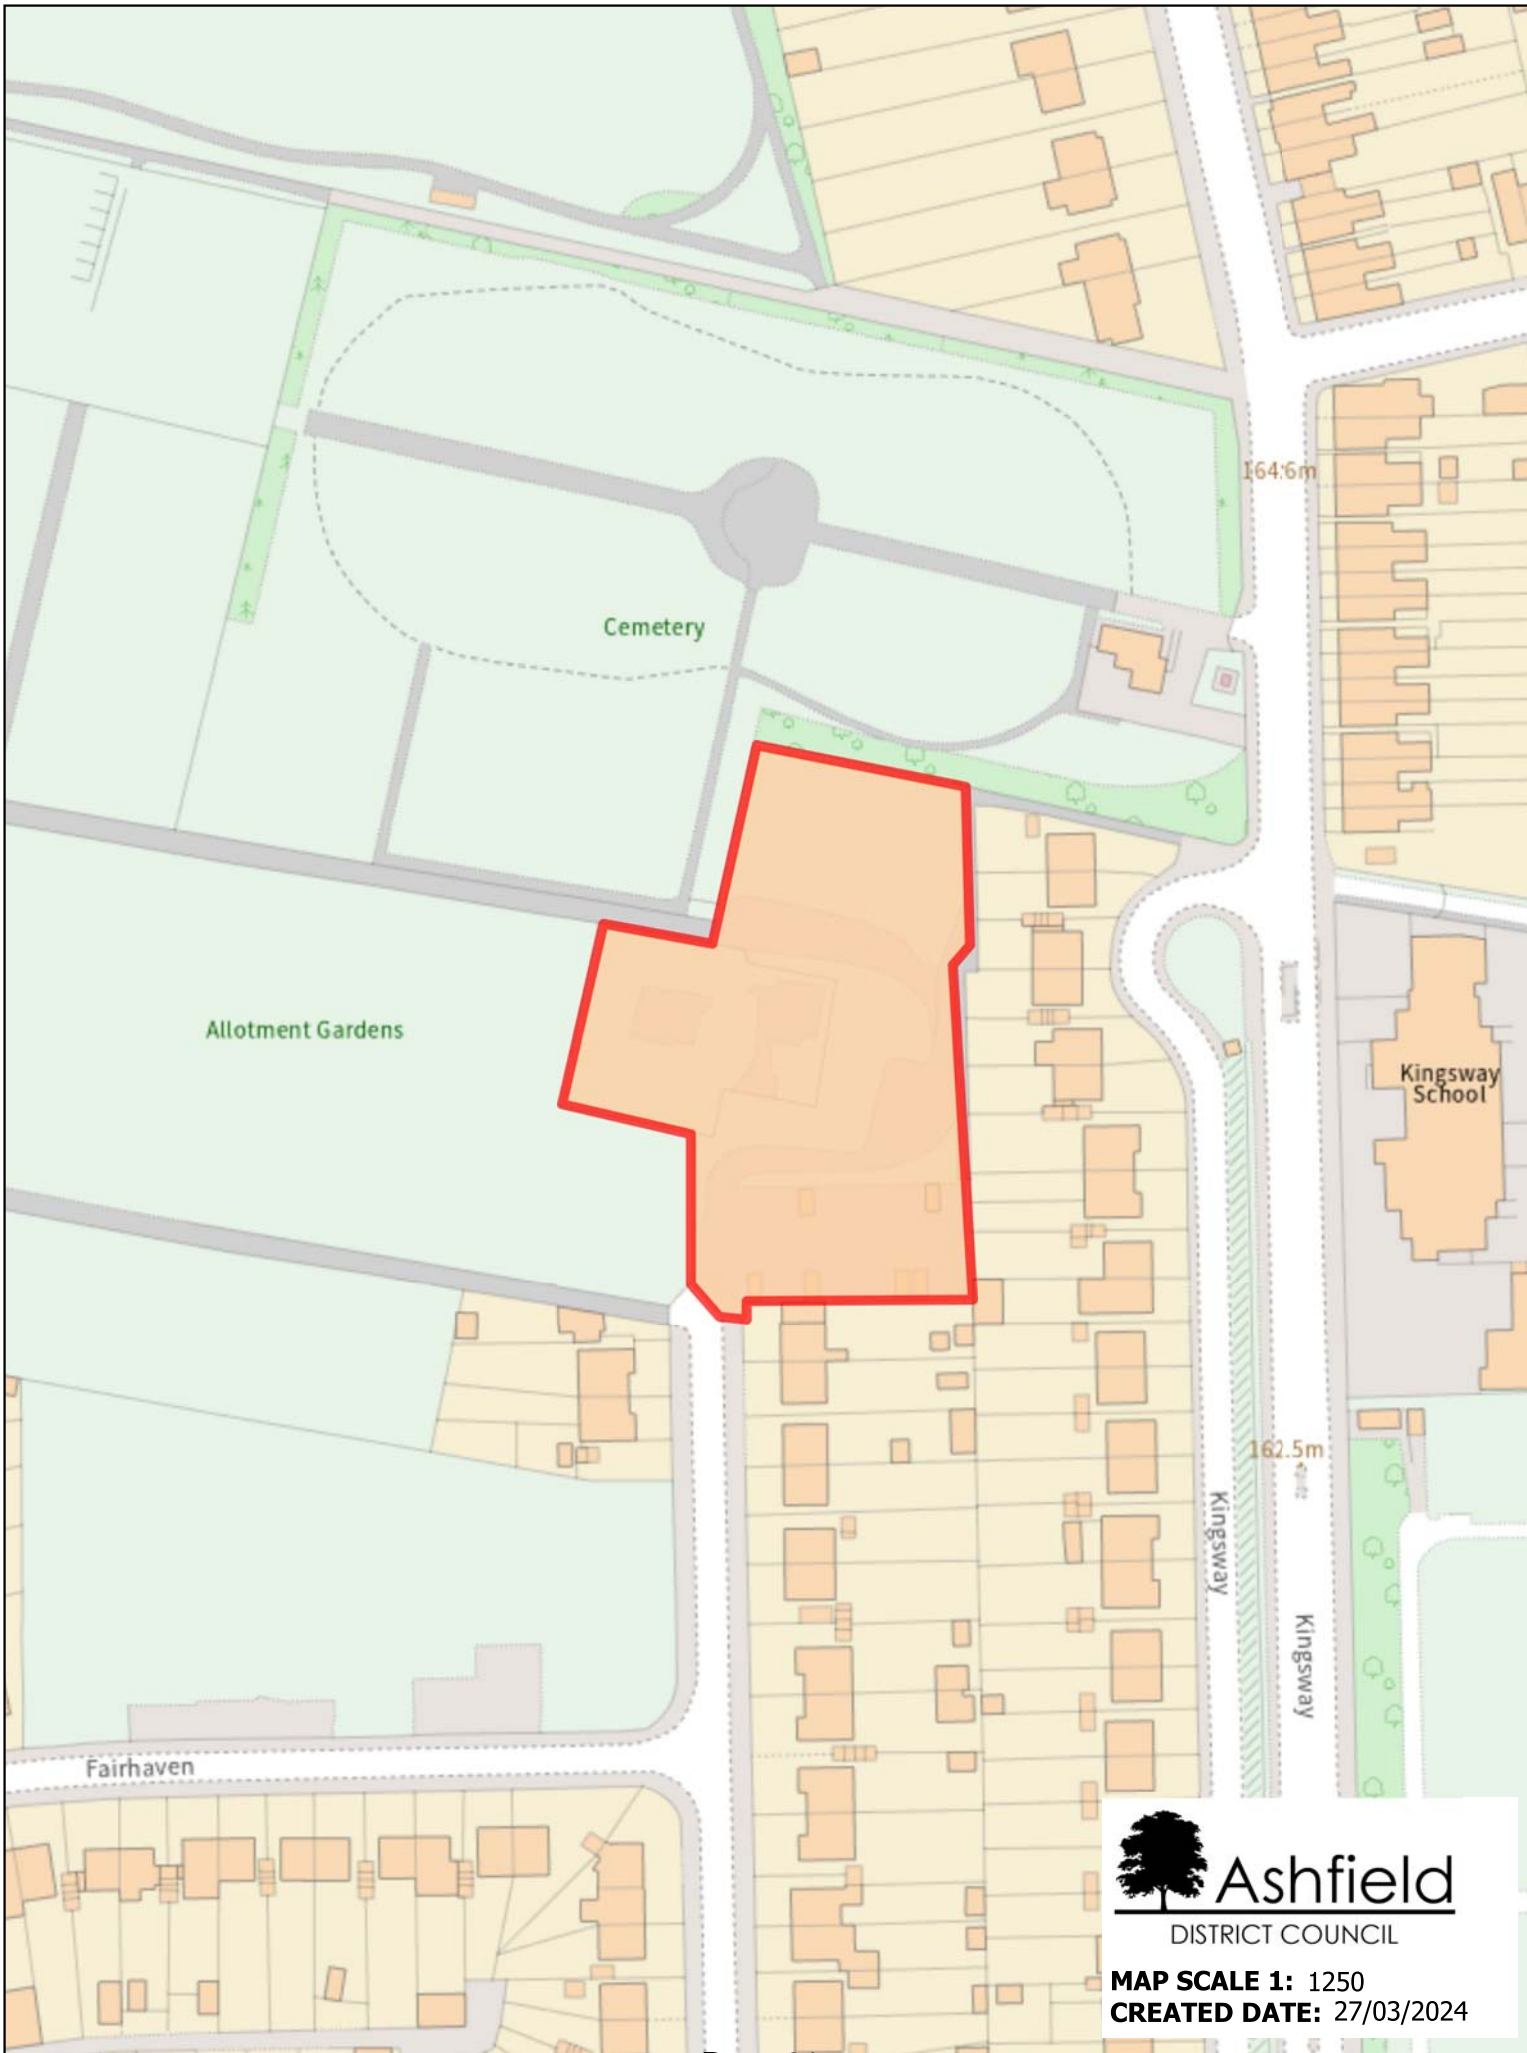 164.6m
Cemetery
Allotment Gardens
Kingsway
School
162.5m
Kingsway
Kingsway
Fairhaven
Ashfield
DISTRICT COUNCIL
MAP SCALE 1: 1250
CREATED DATE: 27/03/2024